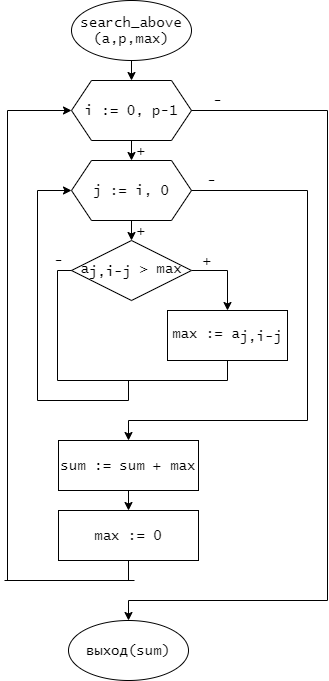 search_above
(a,p,max)
i := 0, p-1
-
+
j := i, 0
-
+
aj,i-j > max
-
+
max := aj,i-j
sum := sum + max
max := 0
выход(sum)